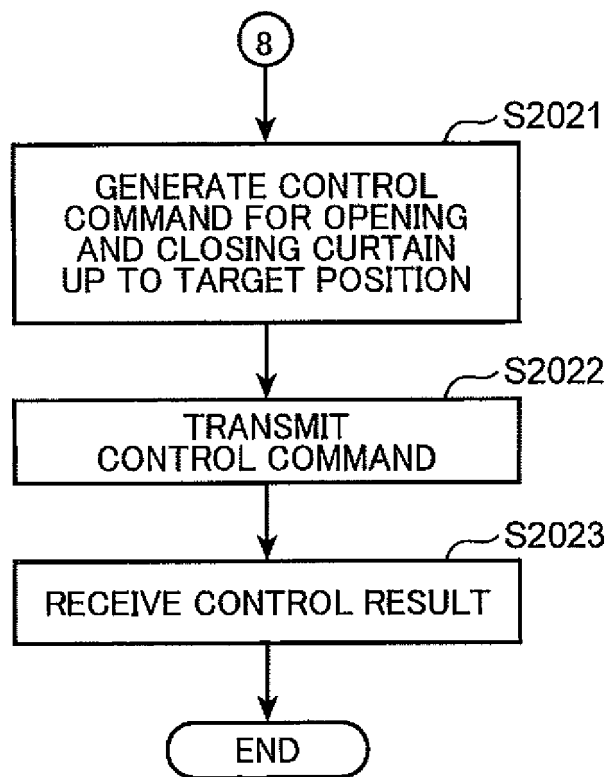 8
S2021
GENERATE CONTROL
COMMAND FOR OPENING
AND CLOSING CURTAIN
UP TO TARGET POSITION
S2022
TRANSMIT
CONTROL COMMAND
S2023
RECEIVE CONTROL RESULT
END